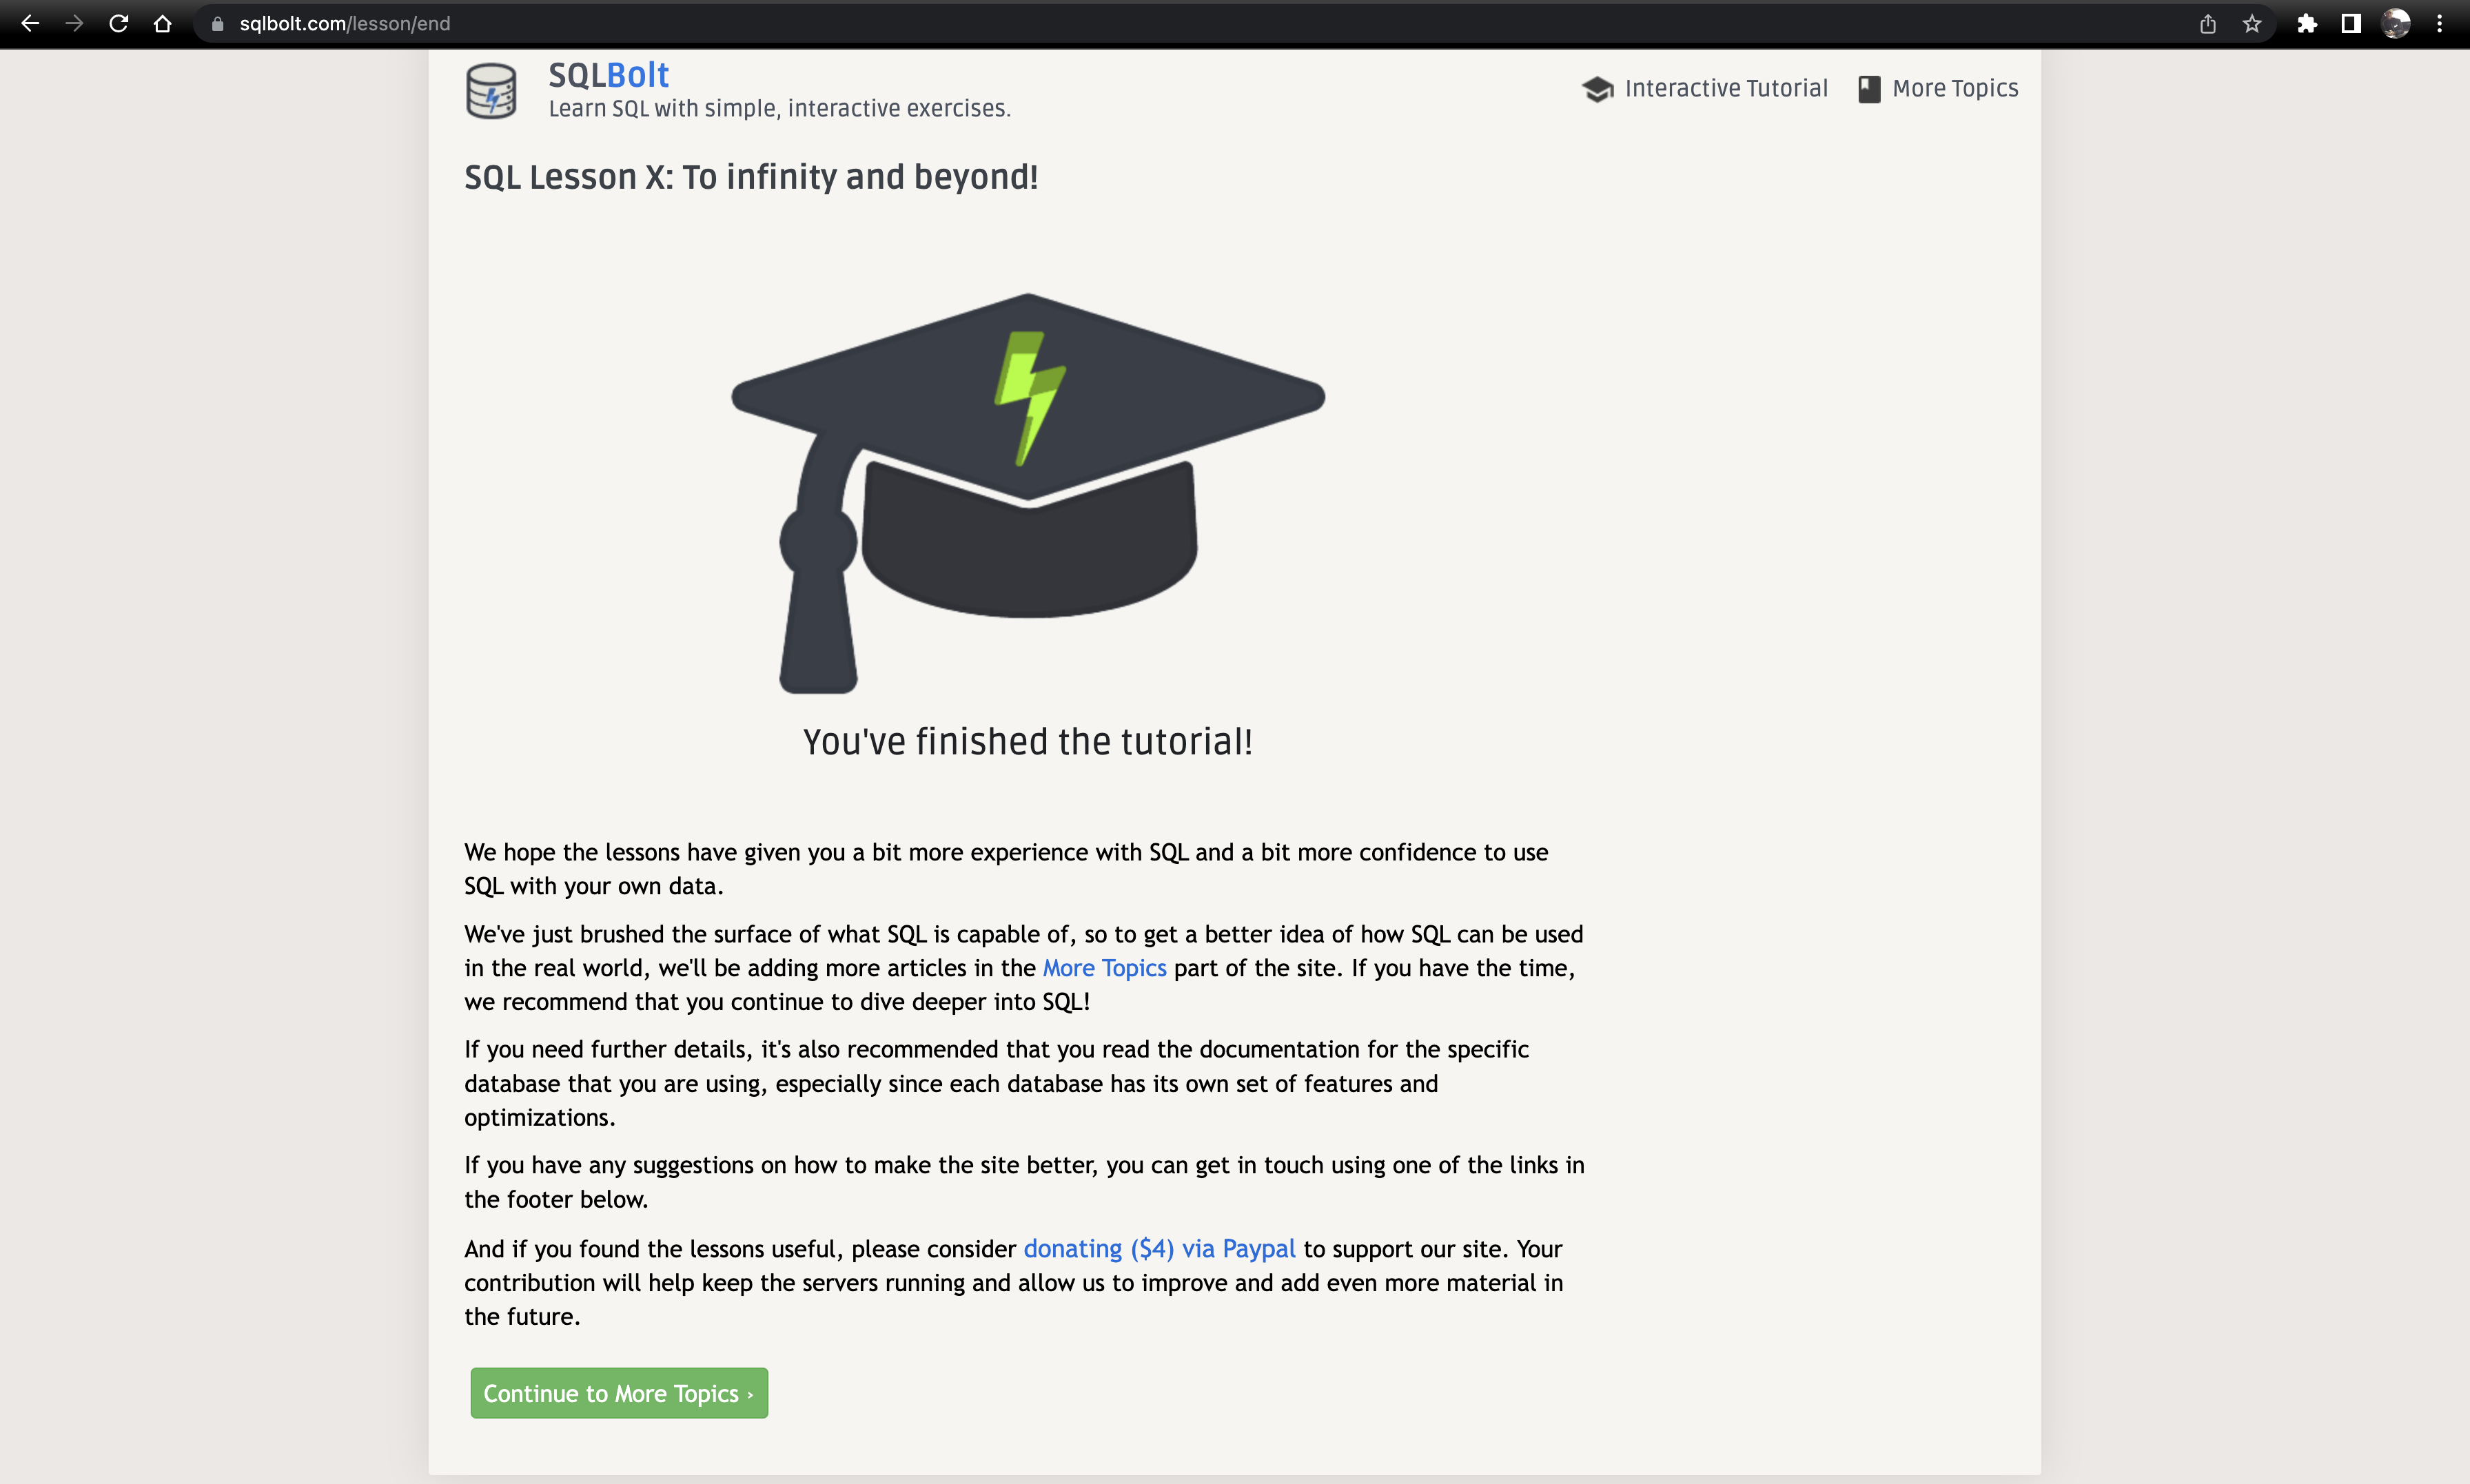 sqlbolt.com/lesson/end
SQLBolt
Learn SQL with simple, interactive exercises.
Interactive Tutorial
More Topics
SQL Lesson X: To infinity and beyond!
You've finished the tutorial!
We hope the lessons have given you a bit more experience with SQL and a bit more confidence to use
SQL with your own data.
We've just brushed the surface of what SQL is capable of, so to get a better idea of how SQL can be used
in the real world, we'll be adding more articles in the More Topics part of the site. If you have the time,
we recommend that you continue to dive deeper into SQL!
If you need further details, it's also recommended that you read the documentation for the specific
database that you are using, especially since each database has its own set of features and
optimizations.
If you have any suggestions on how to make the site better, you can get in touch using one of the links in
the footer below.
And if you found the lessons useful, please consider donating ($4) via Paypal to support our site. Your
contribution will help keep the servers running and allow us to improve and add even more material in
the future.
Continue to More Topics ›